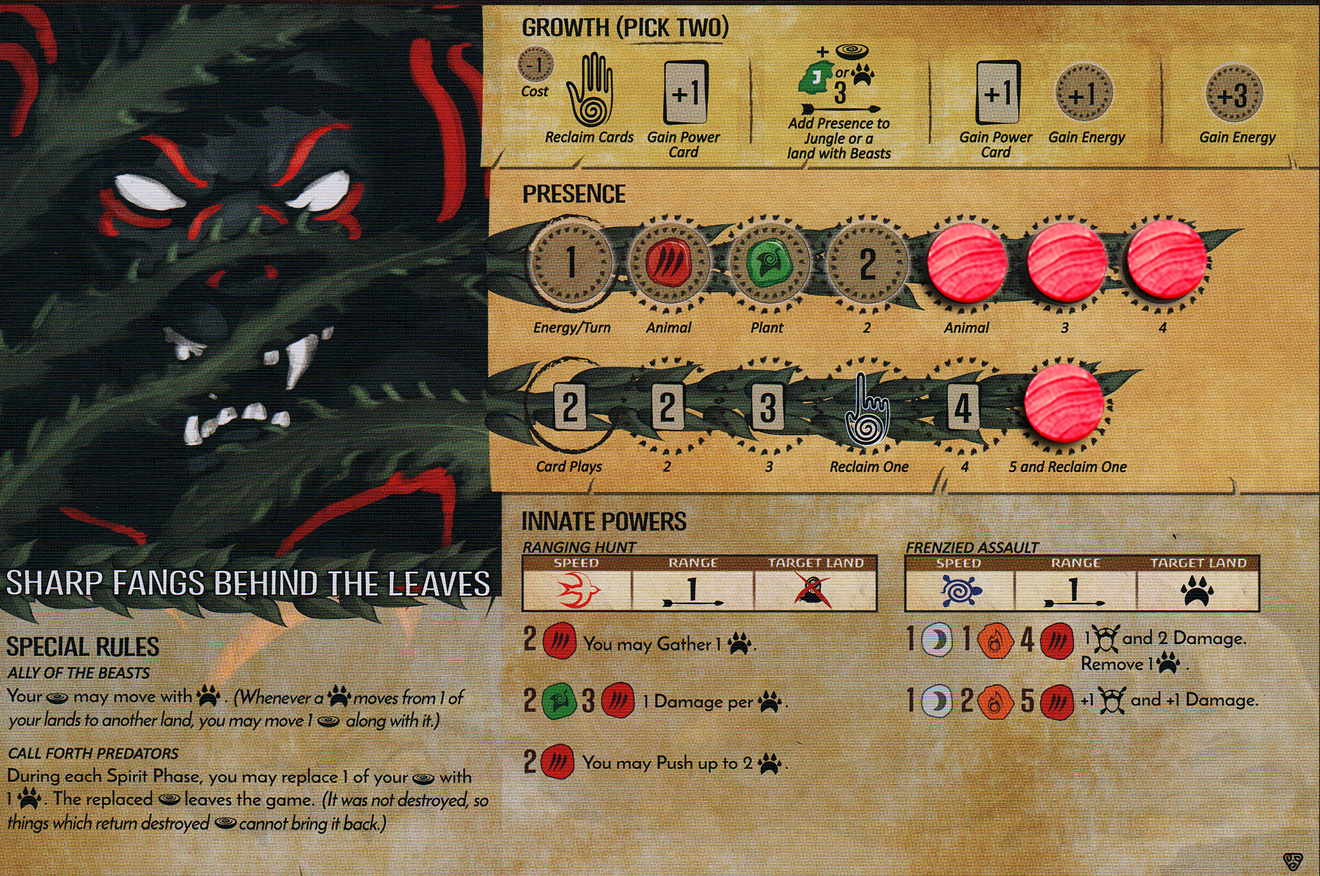 GROWTH (PICK TWO)
-1
Cost
Reclaim Cards
+1
Gain Power
Card
+
J or
3
Add Presence to
Jungle or a
land with Beasts
+1
Gain Power
Card
+1
Gain Energy
+3
Gain Energy
PRESENCE
1 2
Energy/Turn Animal Plant 2 Animal 3 4
2 2 3 4
Card Plays 2 3 Reclaim One 4 5 and Reclaim One
SHARP FANGS BEHIND THE LEAVES
SPECIAL RULES
ALLY OF THE BEASTS
Your may move with . (Whenever a moves from 1 of
your lands to another land, you may move 1 along with it.)
CALL FORTH PREDATORS
During each Spirit Phase, you may replace 1 of your with
1 . The replaced leaves the game. (It was not destroyed, so
things which return destroyed cannot bring it back.)
INNATE POWERS
RANGING HUNT
SPEED RANGE TARGET LAND
1
2 You may Gather 1 .
2 3 1 Damage per .
2 You may Push up to 2 .
FRENZIED ASSAULT
SPEED RANGE TARGET LAND
1
1 1 4 1 and 2 Damage.
Remove 1 .
1 2 5 +1 and +1 Damage.